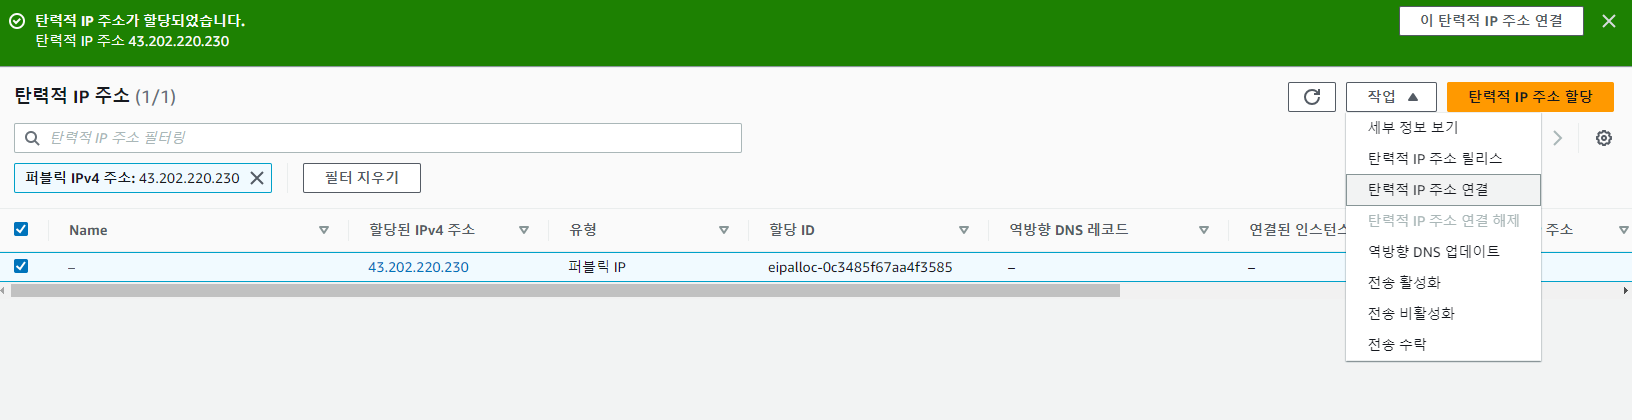 탄력적 IP 주소가 할당되었습니다.
탄력적 IP 주소 43.202.220.230
이 탄력적 IP 주소 연결
탄력적 IP 주소 (1/1)
작업
탄력적 IP 주소 할당
탄력적 IP 주소 필터링
퍼블릭 IPv4 주소: 43.202.220.230
필터 지우기
세부 정보 보기
탄력적 IP 주소 릴리스
탄력적 IP 주소 연결
탄력적 IP 주소 연결 해제
역방향 DNS 업데이트
전송 활성화
전송 비활성화
전송 수락
Name 할당된 IPv4 주소 유형 할당 ID 역방향 DNS 레코드 연결된 인스턴스 주소
– 43.202.220.230 퍼블릭 IP eipalloc-0c3485f67aa4f3585 – –